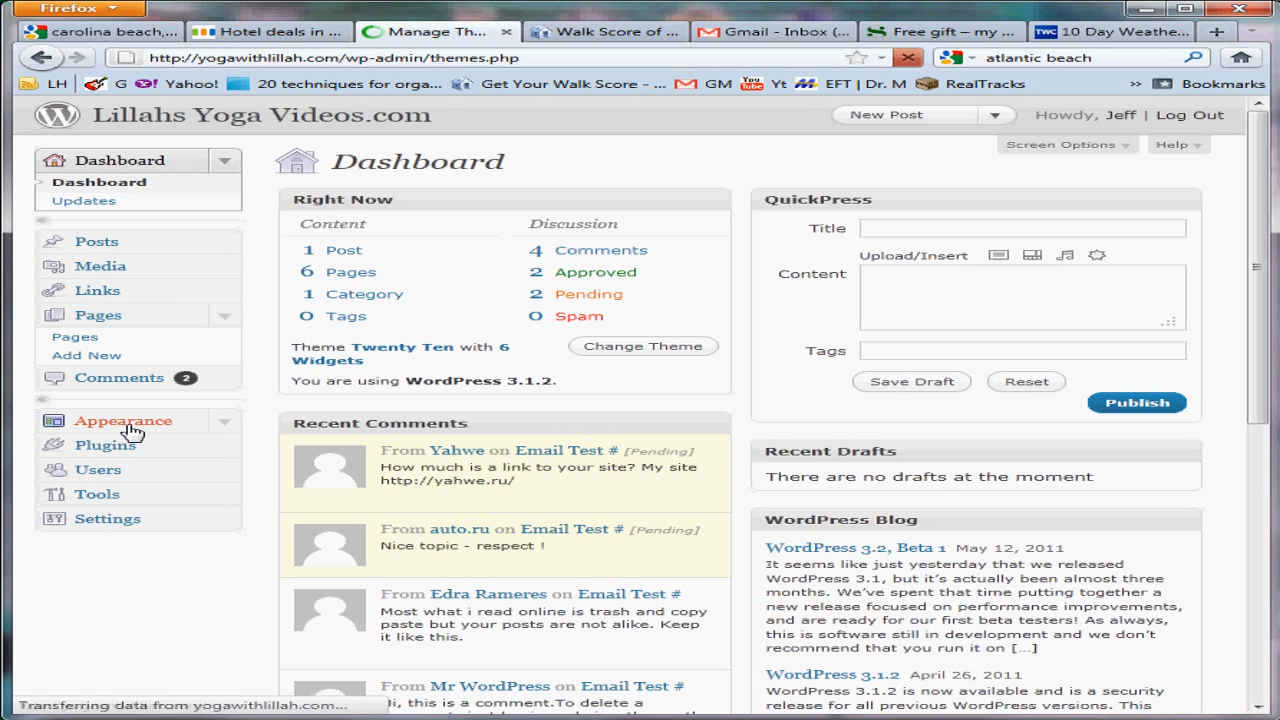 Firefox
carolina beach,...
Hotel deals in ...
Manage Th...
Walk Score of ...
Gmail - Inbox (...
Free gift – my ...
10 Day Weathe...
http://yogawithlillah.com/wp-admin/themes.php
atlantic beach
LH
G
Yahoo!
20 techniques for orga...
Get Your Walk Score - ...
GM
Yt
EFT | Dr. M
RealTracks
Bookmarks
Lillahs Yoga Videos.com
New Post
Howdy, Jeff | Log Out
Screen Options
Help
Dashboard
Dashboard
Updates
Posts
Media
Links
Pages
Pages
Add New
Comments 2
Appearance
Plugins
Users
Tools
Settings
Dashboard
Right Now
Content
Discussion
1 Post
4 Comments
6 Pages
2 Approved
1 Category
2 Pending
0 Tags
0 Spam
Theme Twenty Ten with 6
Widgets
Change Theme
You are using WordPress 3.1.2.
Recent Comments
From Yahwe on Email Test # [Pending]
How much is a link to your site? My site
http://yahwe.ru/
From auto.ru on Email Test # [Pending]
Nice topic - respect !
From Edra Rameres on Email Test #
Most what i read online is trash and copy
paste but your posts are not alike. Keep
it like this.
From Mr WordPress on Email Test #
Hi, this is a comment.To delete a
QuickPress
Title
Upload/Insert
Content
Tags
Save Draft
Reset
Publish
Recent Drafts
There are no drafts at the moment
WordPress Blog
WordPress 3.2, Beta 1 May 12, 2011
It seems like just yesterday that we released
WordPress 3.1, but it's actually been almost three
months. We've spent that time putting together a
new release focused on performance improvements,
and are ready for our first beta testers! As always,
this is software still in development and we don't
recommend that you run it on [...]
WordPress 3.1.2 April 26, 2011
WordPress 3.1.2 is now available and is a security
release for all previous WordPress versions. This
Transferring data from yogawithlillah.com...